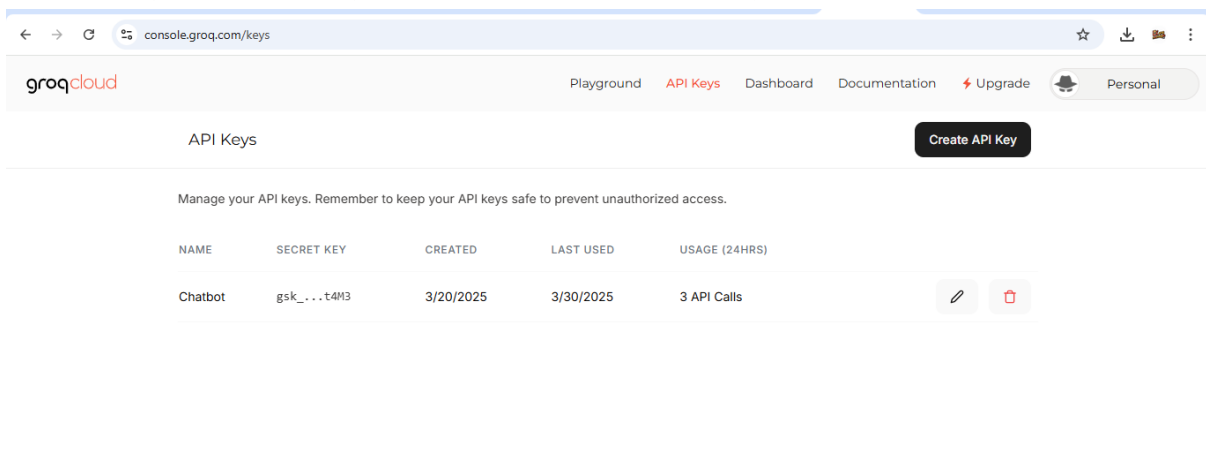 console.groq.com/keys
groqcloud Playground API Keys Dashboard Documentation Upgrade Personal
API Keys Create API Key
Manage your API keys. Remember to keep your API keys safe to prevent unauthorized access.
NAME SECRET KEY CREATED LAST USED USAGE (24HRS)
Chatbot gsk_...t4M3 3/20/2025 3/30/2025 3 API Calls